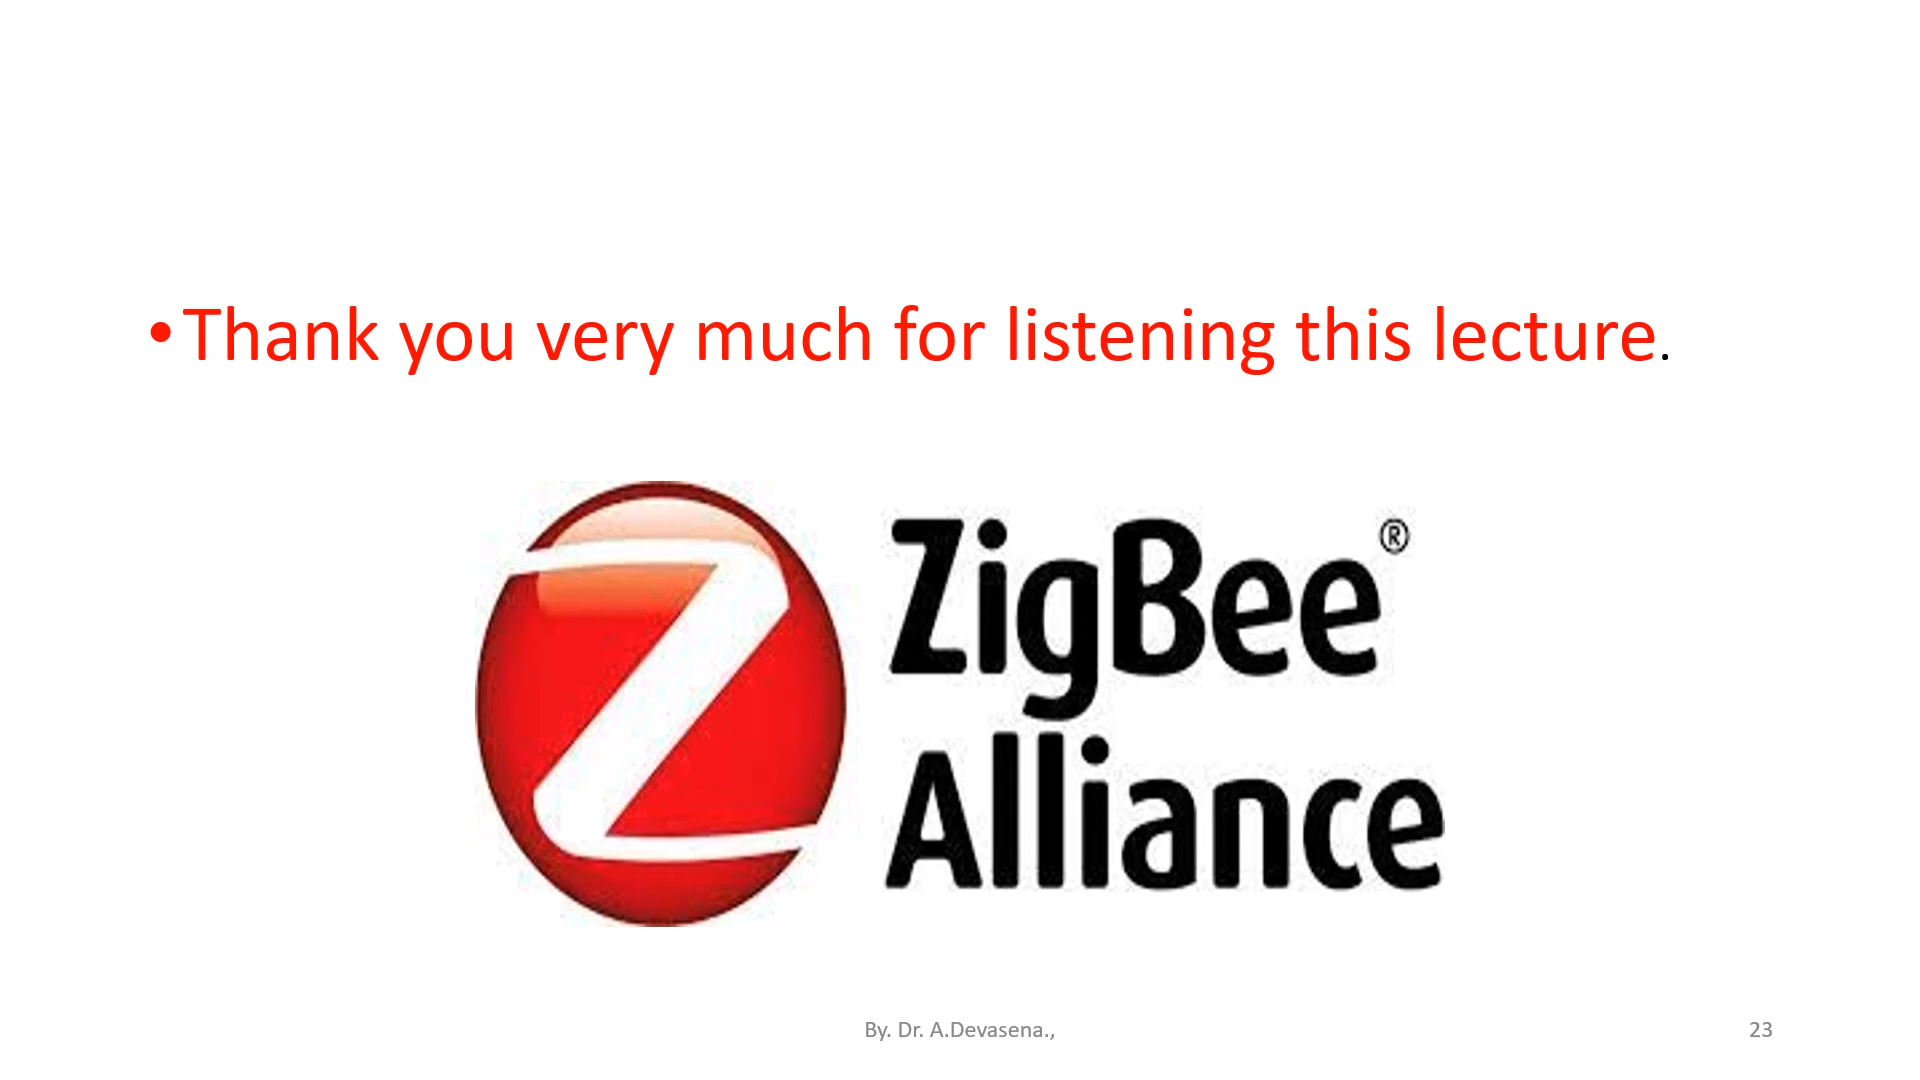 •Thank you very much for listening this lecture.
ZigBee®
Alliance
By. Dr. A.Devasena.,
23